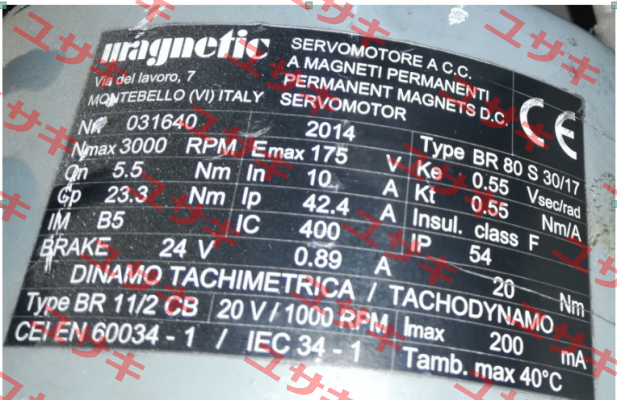 magnetic
Via del lavoro, 7
MONTEBELLO (VI) ITALY
SERVOMOTORE A C.C.
A MAGNETI PERMANENTI
PERMANENT MAGNETS D.C.
SERVOMOTOR
CE
Nr 031640 2014 Type BR 80 S 30/17
Nmax 3000 RPM Emax 175 V Ke 0.55 Vsec/rad
Cn 5.5 Nm In 10 A Kt 0.55 Nm/A
Cp 23.3 Nm Ip 42.4 A Insul. class F
IM B5 IC 400 IP 54
BRAKE 24 V 0.89 A 20 Nm
DINAMO TACHIMETRICA / TACHODYNAMO
Type BR 11/2 CB 20 V / 1000 RPM Imax 200 mA
CEI EN 60034 - 1 / IEC 34 - 1 Tamb. max 40°C
ユサキ